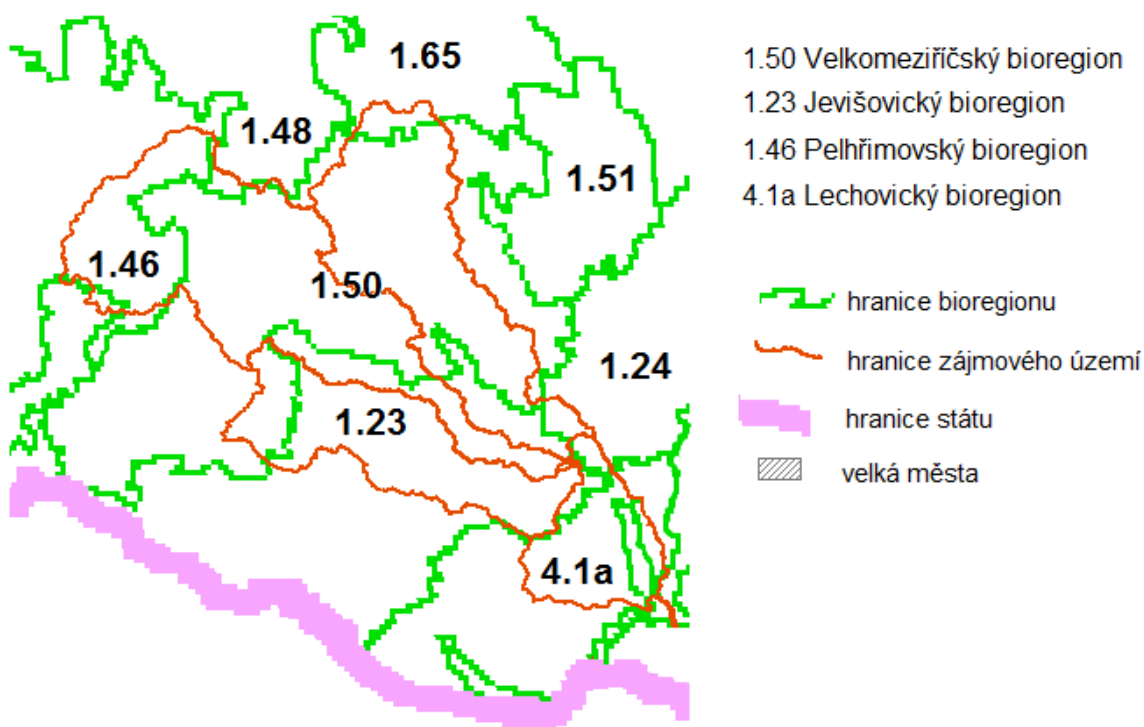 1.65
1.48
1.51
1.46
1.50
1.24
1.23
4.1a
1.50 Velkomeziříčský bioregion
1.23 Jevišovický bioregion
1.46 Pelhřimovský bioregion
4.1a Lechovický bioregion
hranice bioregionu
hranice zájmového území
hranice státu
velká města